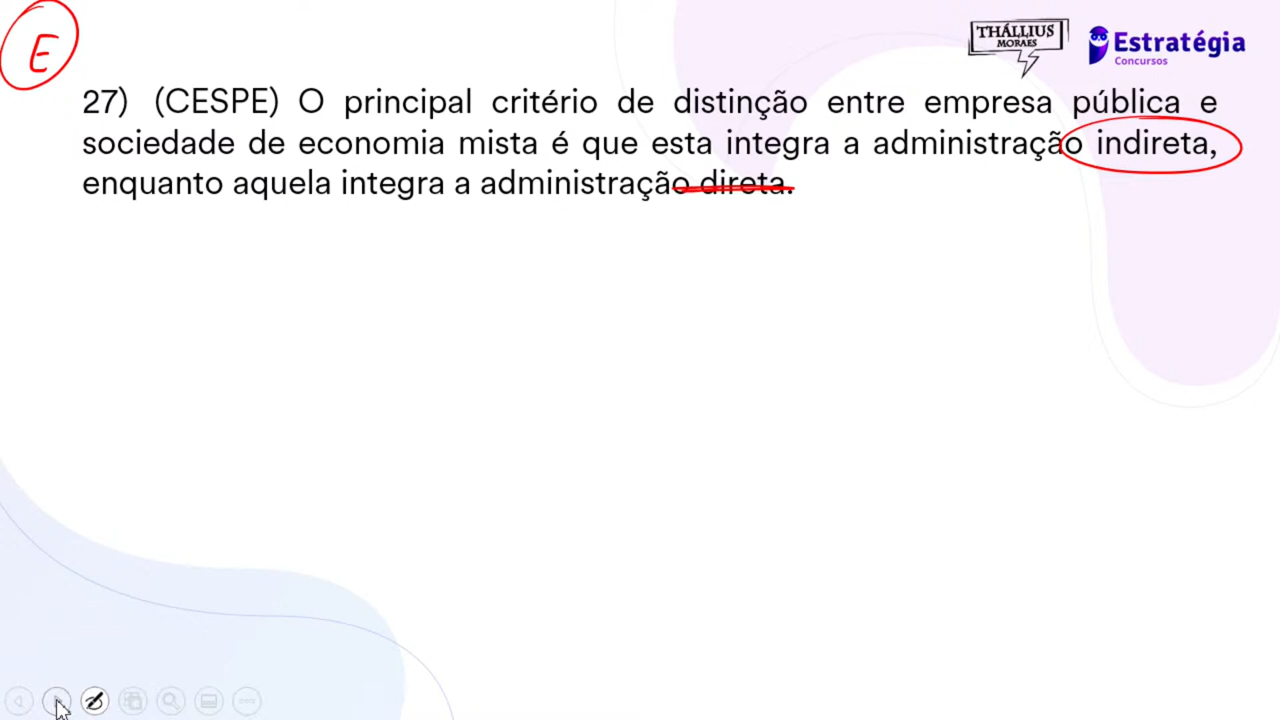 E
THÁLLIUS
MORAES
Estratégia
Concursos
27) (CESPE) O principal critério de distinção entre empresa pública e
sociedade de economia mista é que esta integra a administração indireta,
enquanto aquela integra a administração direta.